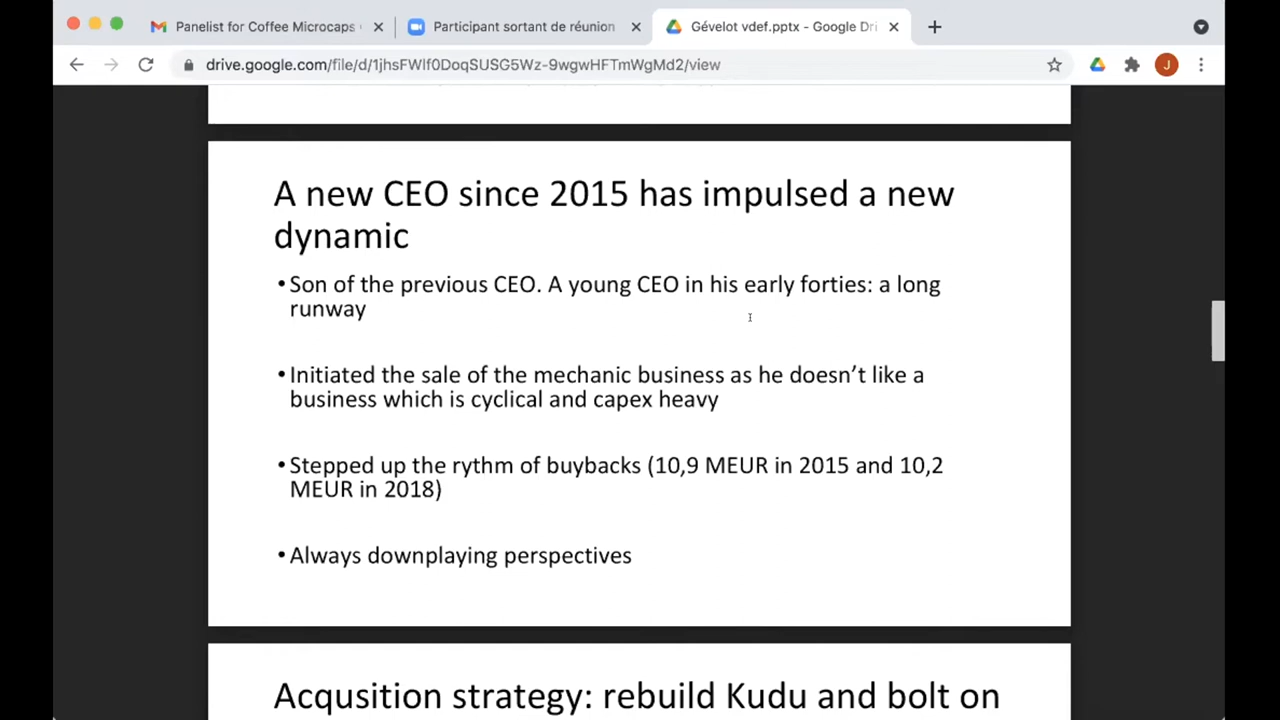 Panelist for Coffee Microcaps
Participant sortant de réunion
Gévelot vdef.pptx - Google Dri
drive.google.com/file/d/1jhsFWlf0DoqSUSG5Wz-9wgwHFTmWgMd2/view
J
A new CEO since 2015 has impulsed a new
dynamic
•Son of the previous CEO. A young CEO in his early forties: a long
runway
•Initiated the sale of the mechanic business as he doesn’t like a
business which is cyclical and capex heavy
•Stepped up the rythm of buybacks (10,9 MEUR in 2015 and 10,2
MEUR in 2018)
•Always downplaying perspectives
Acqusition strategy: rebuild Kudu and bolt on